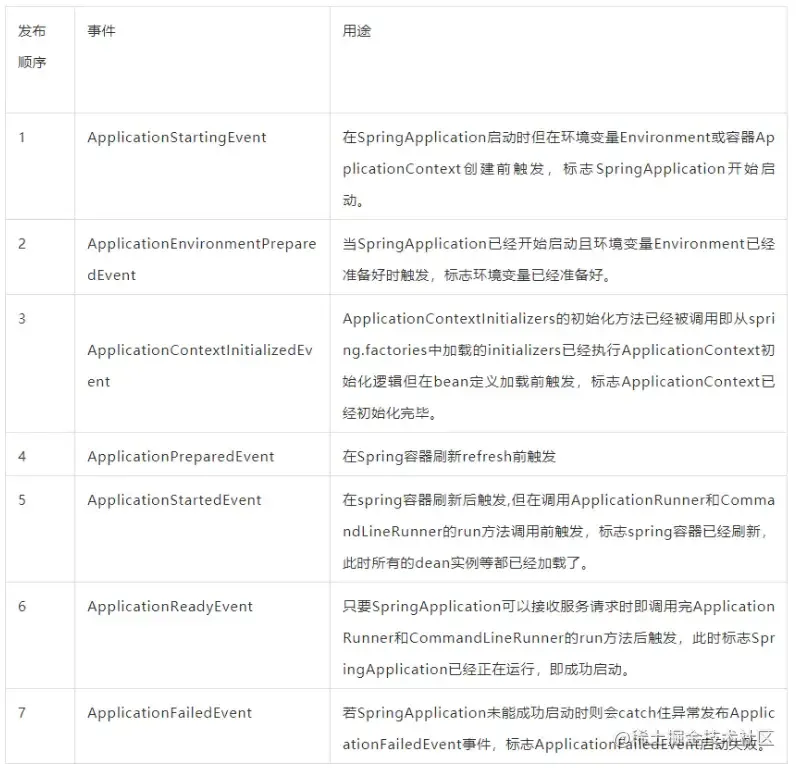 发布
顺序
事件
用途
1
ApplicationStartingEvent
在SpringApplication启动时但在环境变量Environment或容器Ap
plicationContext创建前触发，标志SpringApplication开始启
动。
2
ApplicationEnvironmentPrepare
dEvent
当SpringApplication已经开始启动且环境变量Environment已经
准备好时触发，标志环境变量已经准备好。
3
ApplicationContextInitializedEv
ent
ApplicationContextInitializers的初始化方法已经被调用即从spri
ng.factories中加载的initializers已经执行ApplicationContext初
始化逻辑但在bean定义加载前触发，标志ApplicationContext已
经初始化完毕。
4
ApplicationPreparedEvent
在Spring容器刷新refresh前触发
5
ApplicationStartedEvent
在spring容器刷新后触发,但在调用ApplicationRunner和Comma
ndLineRunner的run方法调用前触发，标志spring容器已经刷新，
此时所有的dean实例等都已经加载了。
6
ApplicationReadyEvent
只要SpringApplication可以接收服务请求时即调用完Application
Runner和CommandLineRunner的run方法后触发，此时标志Sp
ringApplication已经正在运行，即成功启动。
7
ApplicationFailedEvent
若SpringApplication未能成功启动时则会catch住异常发布Applic
ationFailedEvent事件，标志ApplicationFailedEvent启动失败。
@稀土掘金技术社区